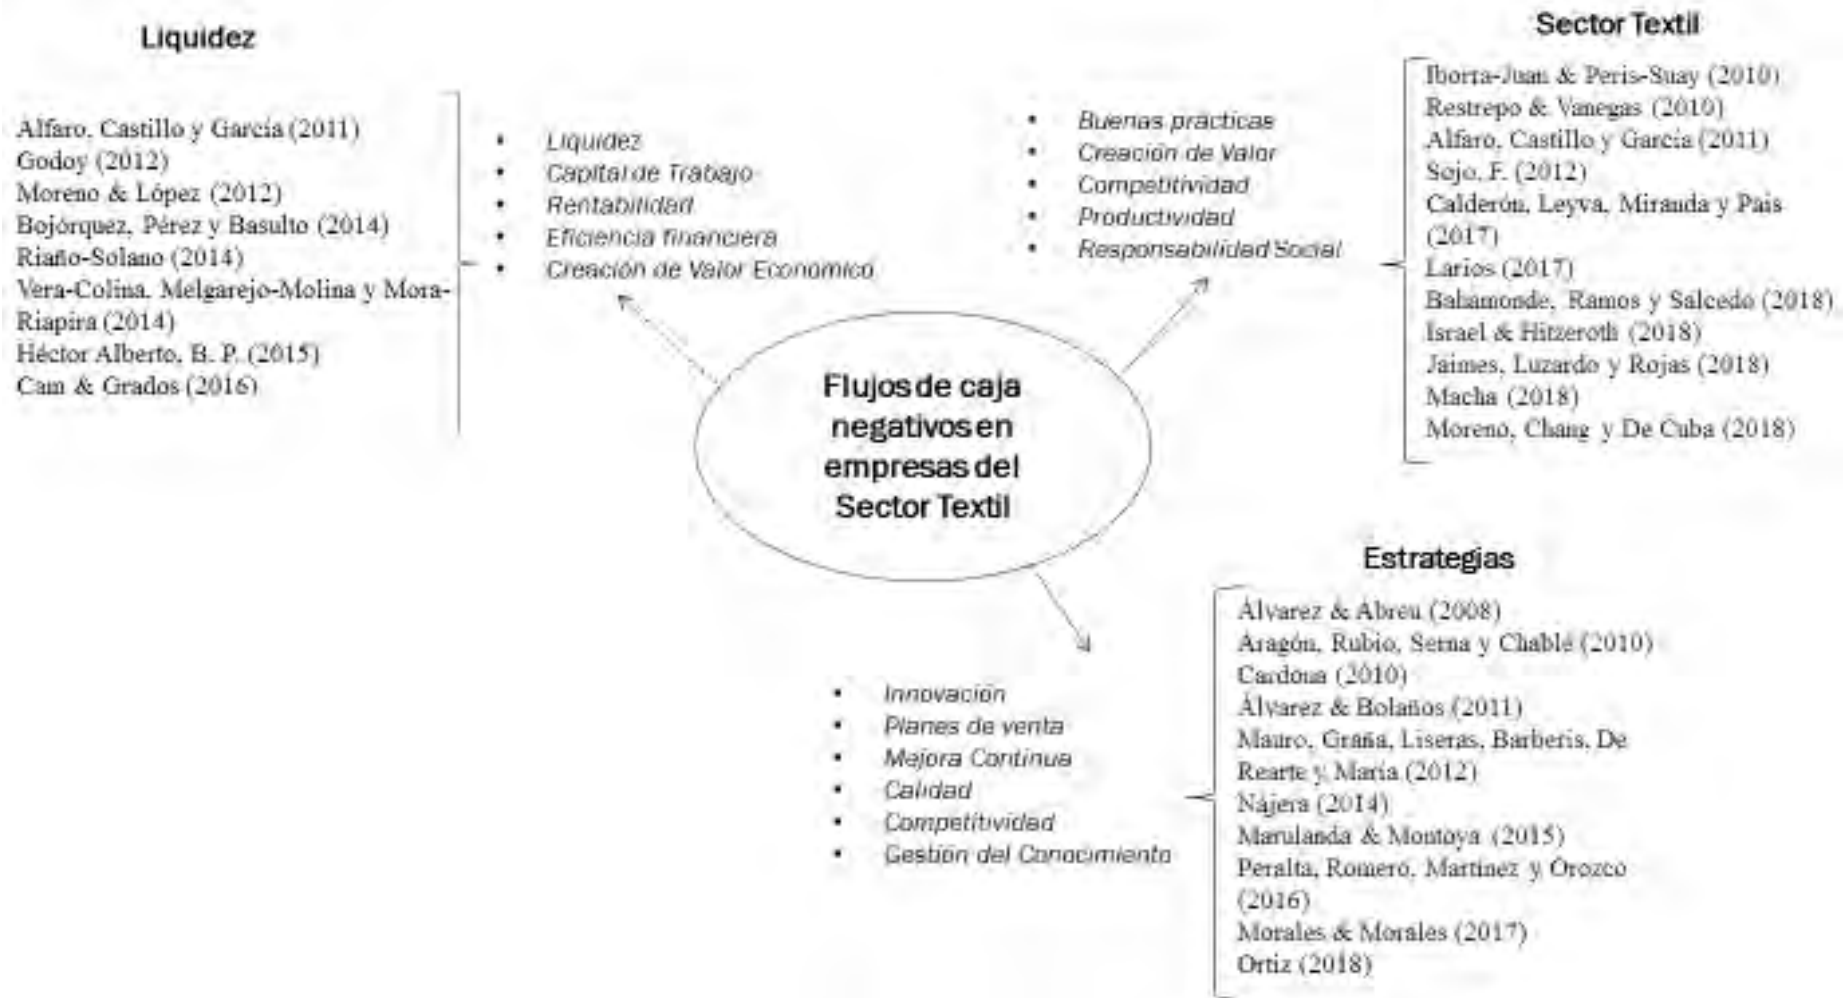 Liquidez
Alfaro, Castillo y García (2011)
Godoy (2012)
Moreno & López (2012)
Bojórquez, Pérez y Basulto (2014)
Riaño-Solano (2014)
Vera-Colina, Melgarejo-Molina y Mora-
Riapira (2014)
Héctor Alberto, B. P. (2015)
Cam & Grados (2016)
• Liquidez
• Capital de Trabajo
• Rentabilidad
• Eficiencia financiera
• Creación de Valor Económico
Sector Textil
• Buenas prácticas
• Creación de Valor
• Competitividad
• Productividad
• Responsabilidad Social
Iborra-Juan & Peris-Suay (2010)
Restrepo & Vanegas (2010)
Alfaro, Castillo y García (2011)
Sojo, F. (2012)
Calderón, Leyva, Miranda y Pais
(2017)
Larios (2017)
Bahamonde, Ramos y Salcedo (2018)
Israel & Hitzeroth (2018)
Jaimes, Luzardo y Rojas (2018)
Macha (2018)
Moreno, Chang y De Cuba (2018)
Flujos de caja
negativos en
empresas del
Sector Textil
Estrategias
• Innovación
• Planes de venta
• Mejora Continua
• Calidad
• Competitividad
• Gestión del Conocimiento
Álvarez & Abreu (2008)
Aragón, Rubio, Serna y Chablé (2010)
Cardona (2010)
Álvarez & Bolaños (2011)
Mauro, Graña, Liseras, Barberis, De
Rearte y María (2012)
Nájera (2014)
Marulanda & Montoya (2015)
Peralta, Romero, Martínez y Orozco
(2016)
Morales & Morales (2017)
Ortiz (2018)